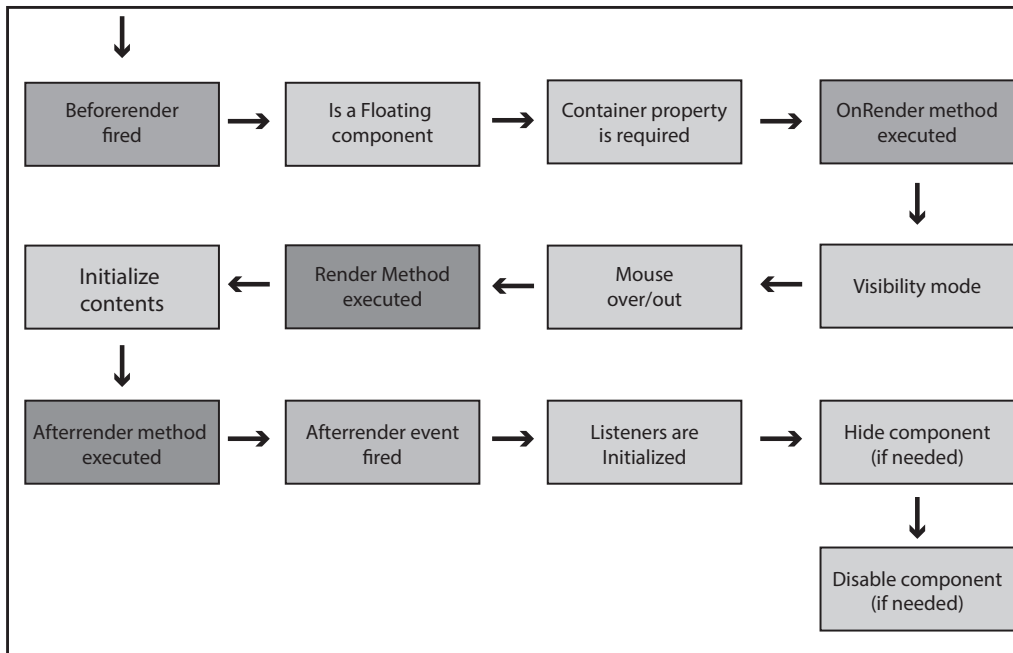 Beforerender
fired
Is a Floating
component
Container property
is required
OnRender method
executed
Visibility mode
Mouse
over/out
Render Method
executed
Initialize
contents
Afterrender method
executed
Afterrender event
fired
Listeners are
Initialized
Hide component
(if needed)
Disable component
(if needed)